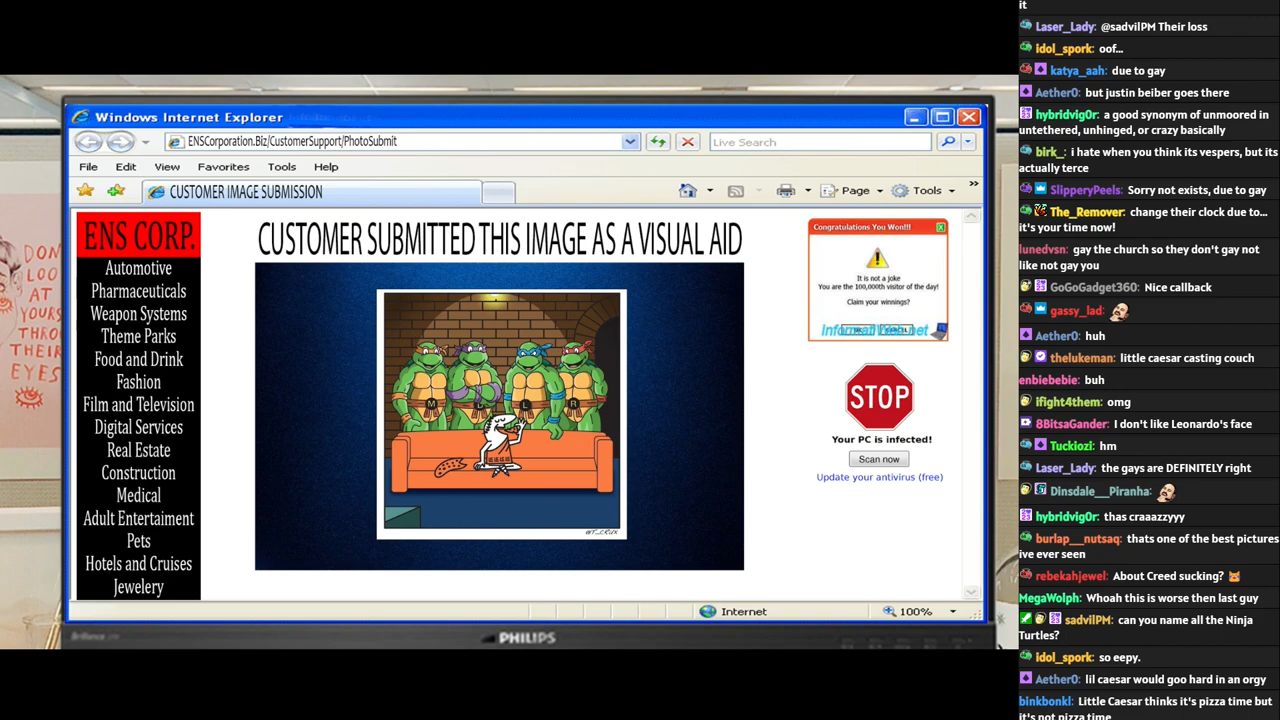 Windows Internet Explorer
ENSCorporation.Biz/CustomerSupport/PhotoSubmit
Live Search
File Edit View Favorites Tools Help
CUSTOMER IMAGE SUBMISSION
Page Tools
ENS CORP.
Automotive
Pharmaceuticals
Weapon Systems
Theme Parks
Food and Drink
Fashion
Film and Television
Digital Services
Real Estate
Construction
Medical
Adult Entertaiment
Pets
Hotels and Cruises
Jewelery
CUSTOMER SUBMITTED THIS IMAGE AS A VISUAL AID
M
L
R
Congratulations You Won!!!
It is not a joke
You are the 100,000th visitor of the day!
Claim your winnings?
STOP
Your PC is infected!
Scan now
Update your antivirus (free)
Internet
100%
PHILIPS
DON
LOO
AT
YOURS
THRO
THEIR
EYES
it
Laser_Lady: @sadvilPM Their loss
idol_spork: oof...
katya_aah: due to gay
Aether0: but justin beiber goes there
hybridvig0r: a good synonym of unmoored in
untethered, unhinged, or crazy basically
blrk_: i hate when you think its vespers, but its
actually terce
SlipperyPeels: Sorry not exists, due to gay
The_Remover: change their clock due to...
it's your time now!
lunedvsn: gay the church so they don't gay not
like not gay you
GoGoGadget360: Nice callback
gassy_lad:
Aether0: huh
thelukeman: little caesar casting couch
enbiebebie: buh
ifight4them: omg
8BitsaGander: I don't like Leonardo's face
Tuckiozi: hm
Laser_Lady: the gays are DEFINITELY right
Dinsdale__Piranha:
hybridvig0r: thas craaazzyyy
burlap__nutsaq: thats one of the best pictures
ive ever seen
rebekahjewel: About Creed sucking?
MegaWolph: Whoah this is worse then last guy
sadvilPM: can you name all the Ninja
Turtles?
idol_spork: so eepy.
Aether0: lil caesar would goo hard in an orgy
binkbonkl: Little Caesar thinks it's pizza time but
it's not pizza time